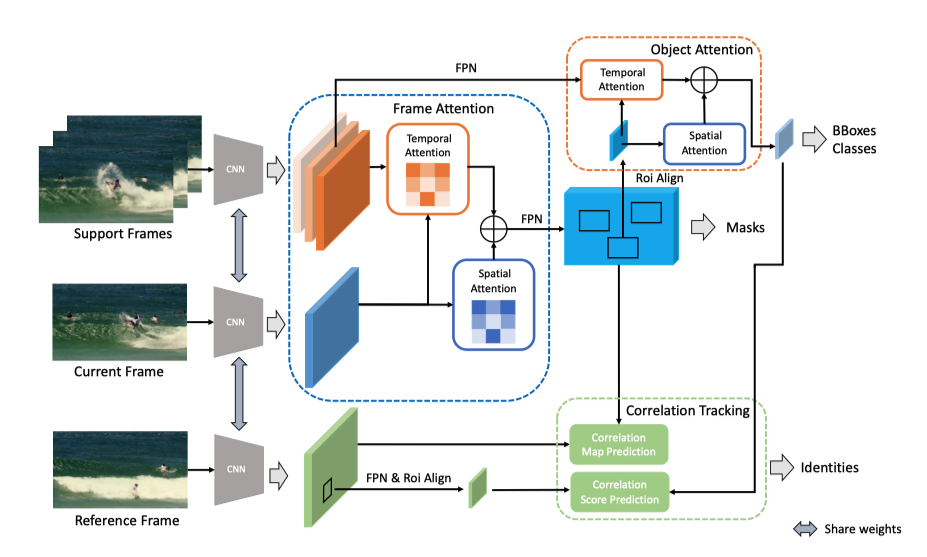 Object Attention
FPN
Temporal
Attention
Frame Attention
Temporal
Attention
Spatial
Attention
BBoxes
Classes
CNN
Roi Align
Support Frames
FPN
Masks
Spatial
Attention
CNN
Current Frame
Correlation Tracking
Correlation
Map Prediction
CNN
FPN & Roi Align
Correlation
Score Prediction
Identities
Reference Frame
Share weights